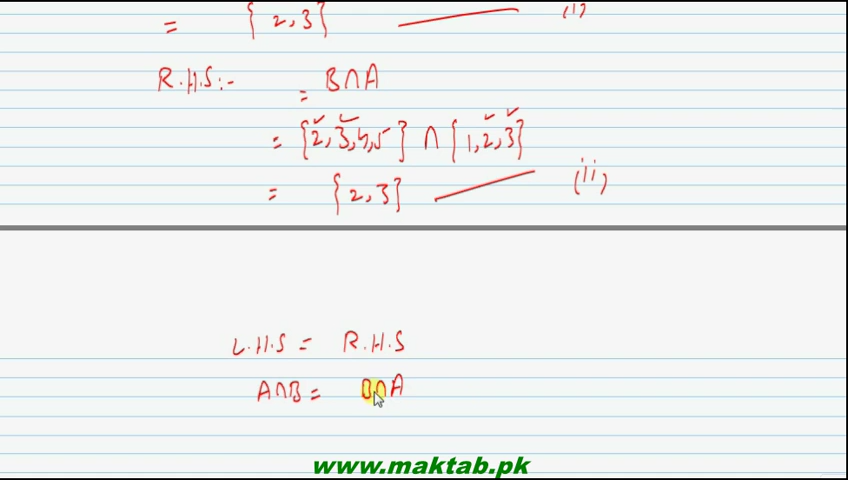 = {2,3} (i)
R.H.S:- = B∩A
= {2,3,4,5} ∩ {1,2,3}
= {2,3} (ii)
L.H.S = R.H.S
A∩B = B∩A
www.maktab.pk